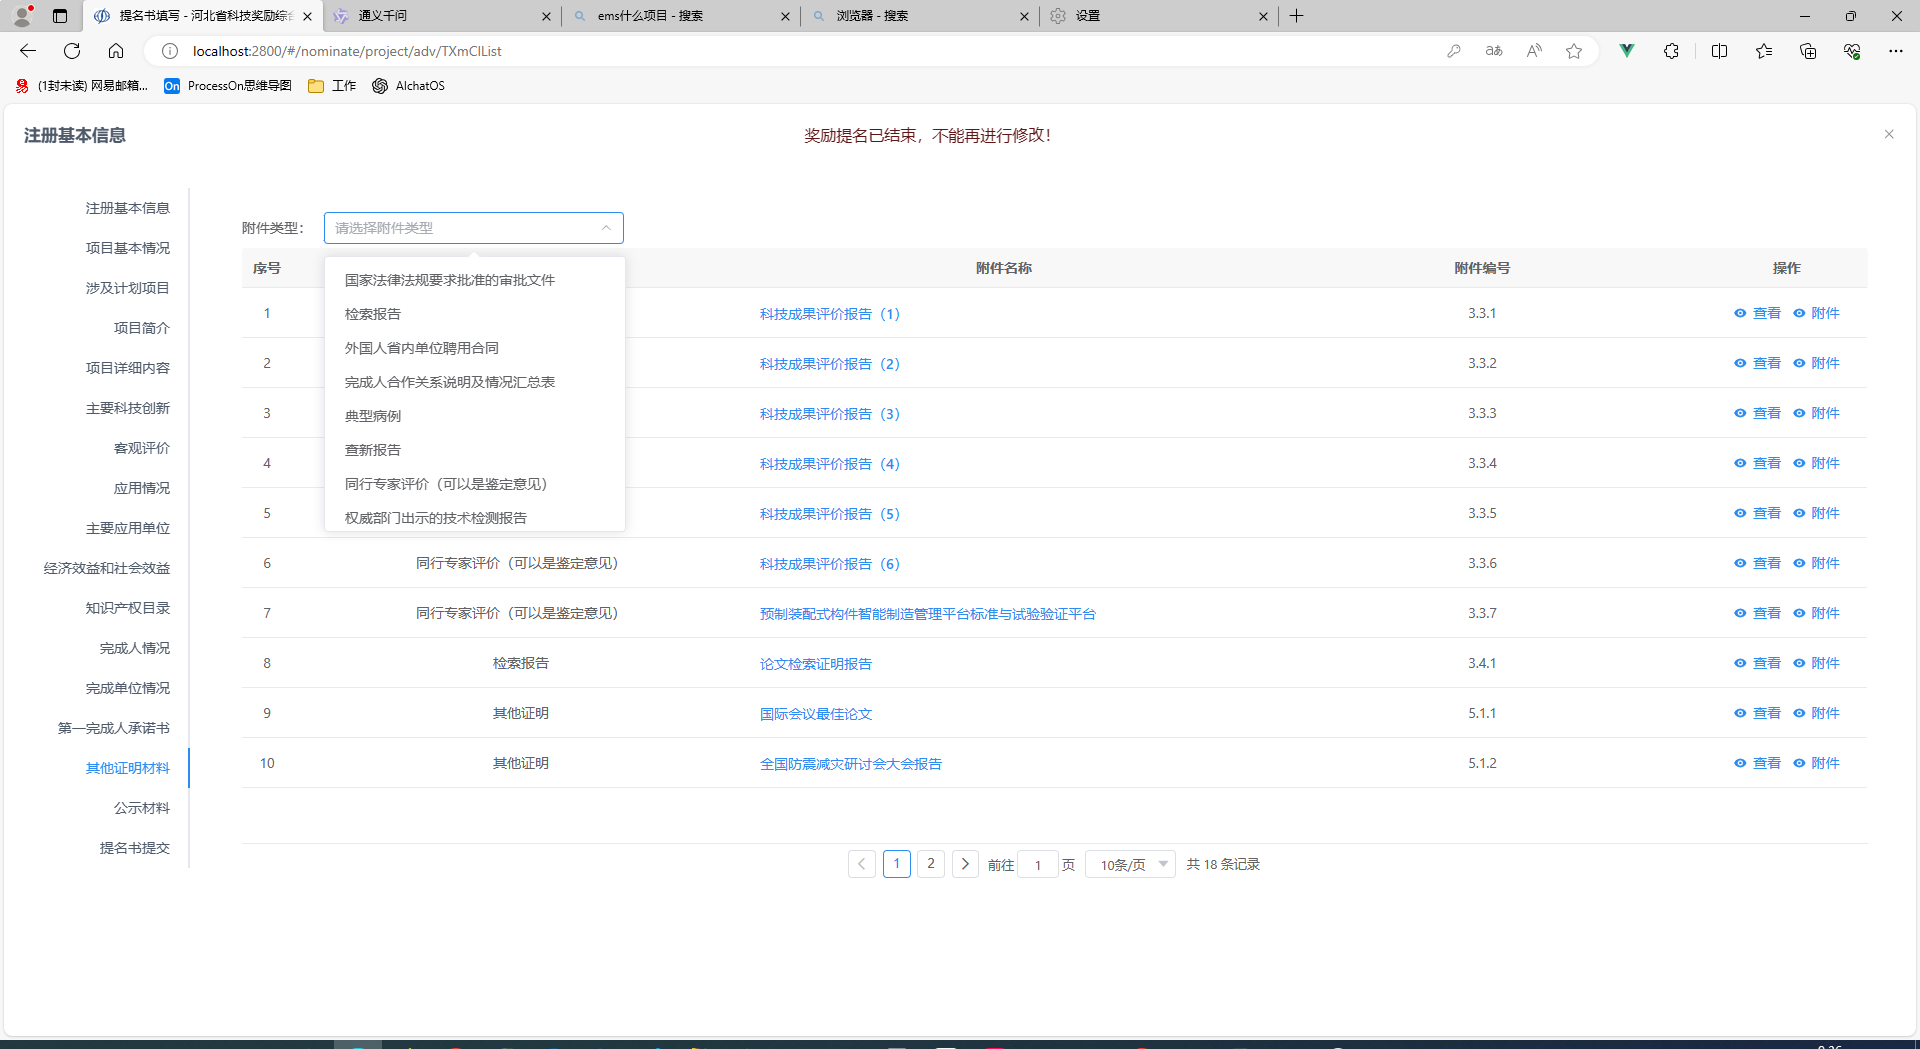 提名书填写 - 河北省科技奖励综合
通义千问
ems什么项目 - 搜索
浏览器 - 搜索
设置
localhost:2800/#/nominate/project/adv/TXmClList
(1封未读) 网易邮箱...
On ProcessOn思维导图
工作
AIchatOS
注册基本信息
奖励提名已结束，不能再进行修改！
注册基本信息
项目基本情况
涉及计划项目
项目简介
项目详细内容
主要科技创新
客观评价
应用情况
主要应用单位
经济效益和社会效益
知识产权目录
完成人情况
完成单位情况
第一完成人承诺书
其他证明材料
公示材料
提名书提交
附件类型：
请选择附件类型
国家法律法规要求批准的审批文件
检索报告
外国人省内单位聘用合同
完成人合作关系说明及情况汇总表
典型病例
查新报告
同行专家评价（可以是鉴定意见）
权威部门出示的技术检测报告
序号 附件名称 附件编号 操作
1 科技成果评价报告（1） 3.3.1 查看 附件
2 科技成果评价报告（2） 3.3.2 查看 附件
3 科技成果评价报告（3） 3.3.3 查看 附件
4 科技成果评价报告（4） 3.3.4 查看 附件
5 科技成果评价报告（5） 3.3.5 查看 附件
6 同行专家评价（可以是鉴定意见） 科技成果评价报告（6） 3.3.6 查看 附件
7 同行专家评价（可以是鉴定意见） 预制装配式构件智能制造管理平台标准与试验验证平台 3.3.7 查看 附件
8 检索报告 论文检索证明报告 3.4.1 查看 附件
9 其他证明 国际会议最佳论文 5.1.1 查看 附件
10 其他证明 全国防震减灾研讨会大会报告 5.1.2 查看 附件
1 2 前往 1 页 10条/页 共 18 条记录